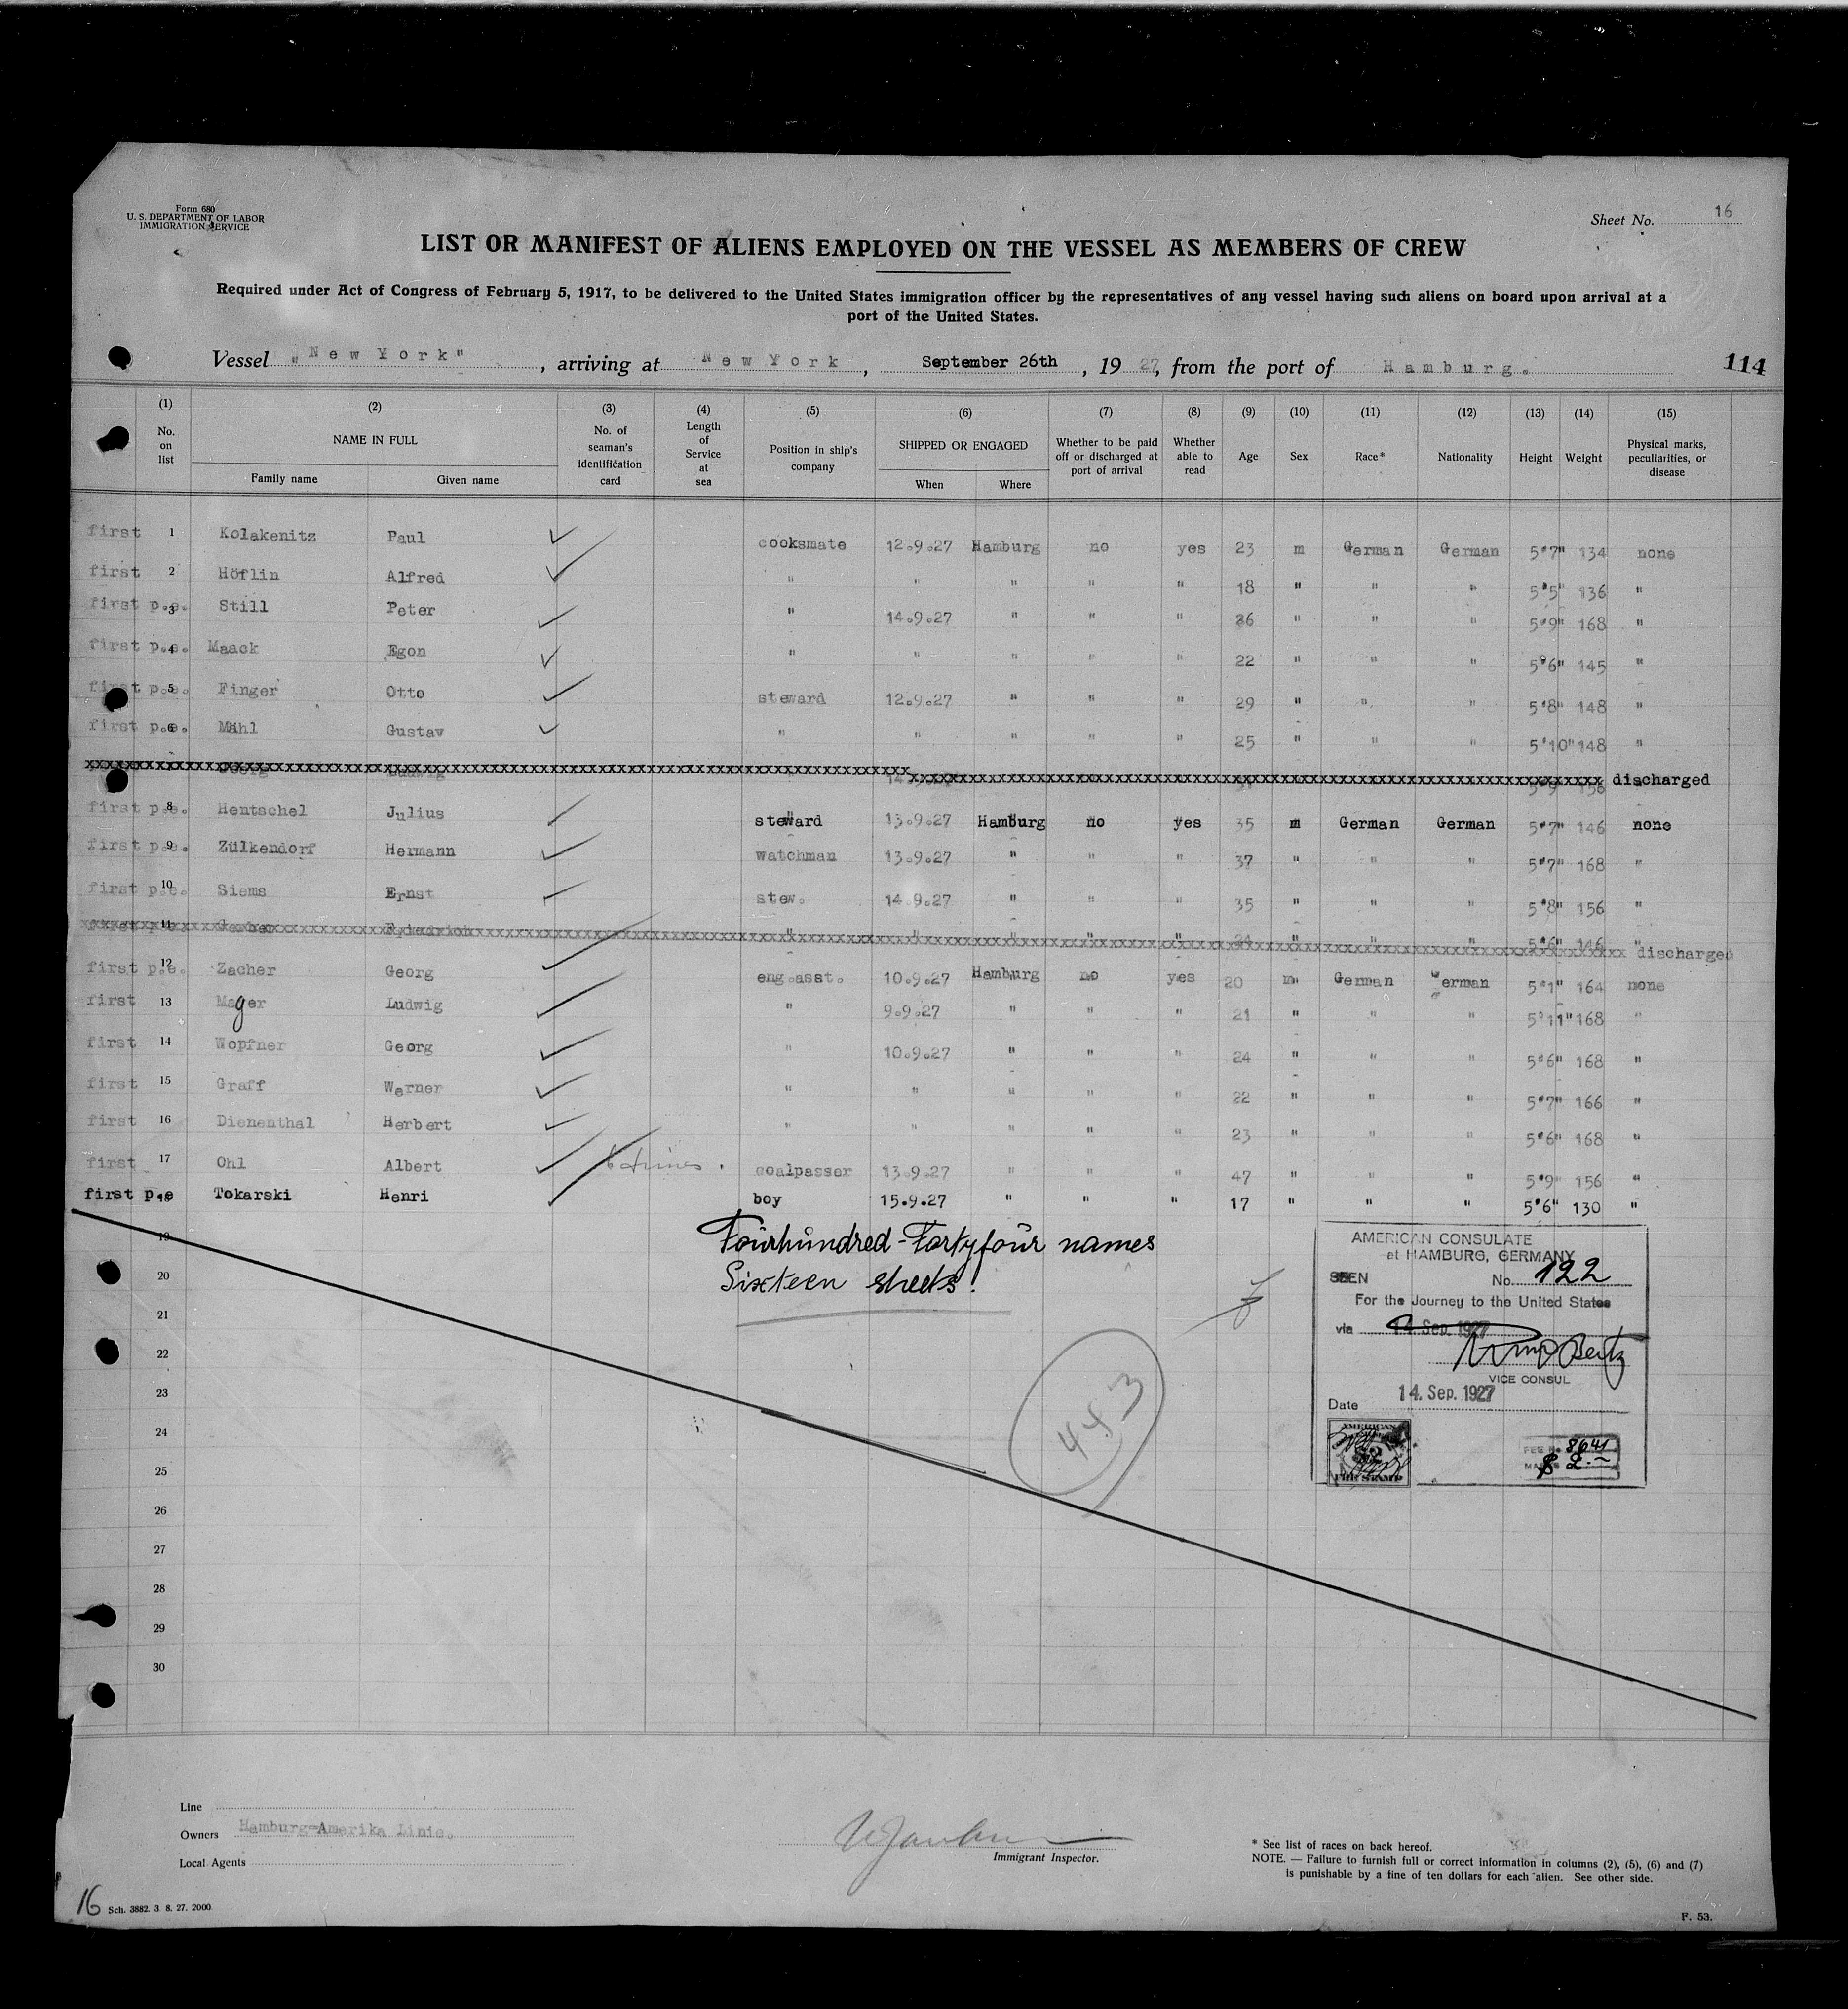 Form 680
U. S. DEPARTMENT OF LABOR
IMMIGRATION SERVICE
Sheet No. 16
LIST OR MANIFEST OF ALIENS EMPLOYED ON THE VESSEL AS MEMBERS OF CREW
Required under Act of Congress of February 5, 1917, to be delivered to the United States immigration officer by the representatives of any vessel having such aliens on board upon arrival at a
port of the United States.
Vessel „New York", arriving at New York, September 26th, 1927, from the port of Hamburg. 114
(1) (2) (3) (4) (5) (6) (7) (8) (9) (10) (11) (12) (13) (14) (15)
No. on list NAME IN FULL Family name Given name No. of seaman's identification card Length of Service at sea Position in ship's company SHIPPED OR ENGAGED When Where Whether to be paid off or discharged at port of arrival Whether able to read Age Sex Race* Nationality Height Weight Physical marks, peculiarities, or disease
first 1 Kolakenitz Paul cooksmate 12.9.27 Hamburg no yes 23 m German German 5'7" 134 none
first 2 Höflin Alfred " " " " " 18 " " " 5'5" 136 "
first p.e. 3 Still Peter " 14.9.27 " " " 36 " " " 5'9" 168 "
first p.e. 4 Maack Egon " " " " " 22 " " " 5'6" 145 "
first p.e. 5 Finger Otto steward 12.9.27 " " " 29 " " " 5'8" 148 "
first p.e. 6 Mähl Gustav " " " " " 25 " " " 5'10" 148 "
Ludwig discharged
first p.e. 8 Hentschel Julius steward 13.9.27 Hamburg no yes 35 m German German 5'7" 146 none
first p.e. 9 Zülkendorf Hermann watchman 13.9.27 " " " 37 " " " 5'7" 168 "
first p.e. 10 Siems Ernst stew. 14.9.27 " " " 35 " " " 5'8" 156 "
first p.e. 11 Friedrich " " " " " " " " 5'6" 146 " discharged
first p.e. 12 Zacher Georg eng.asst. 10.9.27 Hamburg no yes 20 m German German 5'1" 164 none
first 13 Mager Ludwig " 9.9.27 " " " 21 " " " 5'11" 168 "
first 14 Wopfner Georg " 10.9.27 " " " 24 " " " 5'6" 168 "
first 15 Graff Werner " " " " " 22 " " " 5'7" 166 "
first 16 Dienenthal Herbert " " " " " 23 " " " 5'6" 168 "
first 17 Ohl Albert coalpasser 13.9.27 " " " 47 " " " 5'9" 156 "
first p.e 18 Tokarski Henri boy 15.9.27 " " " 17 " " " 5'6" 130 "
19
20
21
22
23
24
25
26
27
28
29
30
Fourhundred-Fortyfour names
Sixteen sheets!
443
AMERICAN CONSULATE
at HAMBURG, GERMANY
SEEN No. 122
For the Journey to the United States
via 14. Sep. 1927
VICE CONSUL
Date 14. Sep. 1927
AMERICAN
$2
FEE STAMP
FEE No 8641
$ 2.-
Line
Owners Hamburg-Amerika Linie.
Local Agents
Immigrant Inspector.
* See list of races on back hereof.
NOTE. — Failure to furnish full or correct information in columns (2), (5), (6) and (7)
is punishable by a fine of ten dollars for each alien. See other side.
16 Sch. 3882. 3. 8. 27. 2000
F. 53.